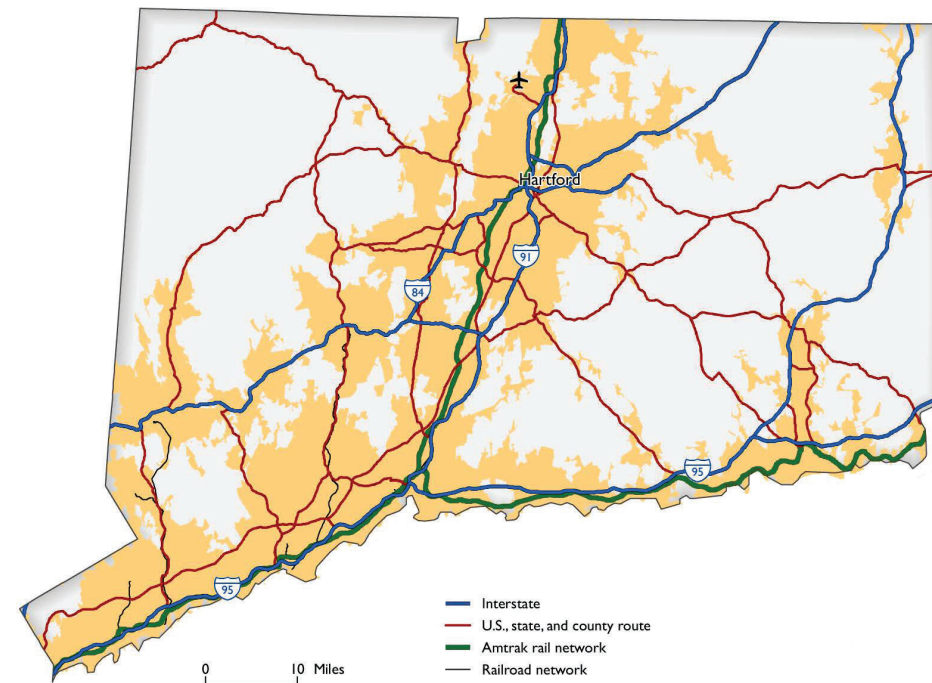 Hartford
91
84
95
95
Interstate
U.S., state, and county route
Amtrak rail network
Railroad network
0 10 Miles